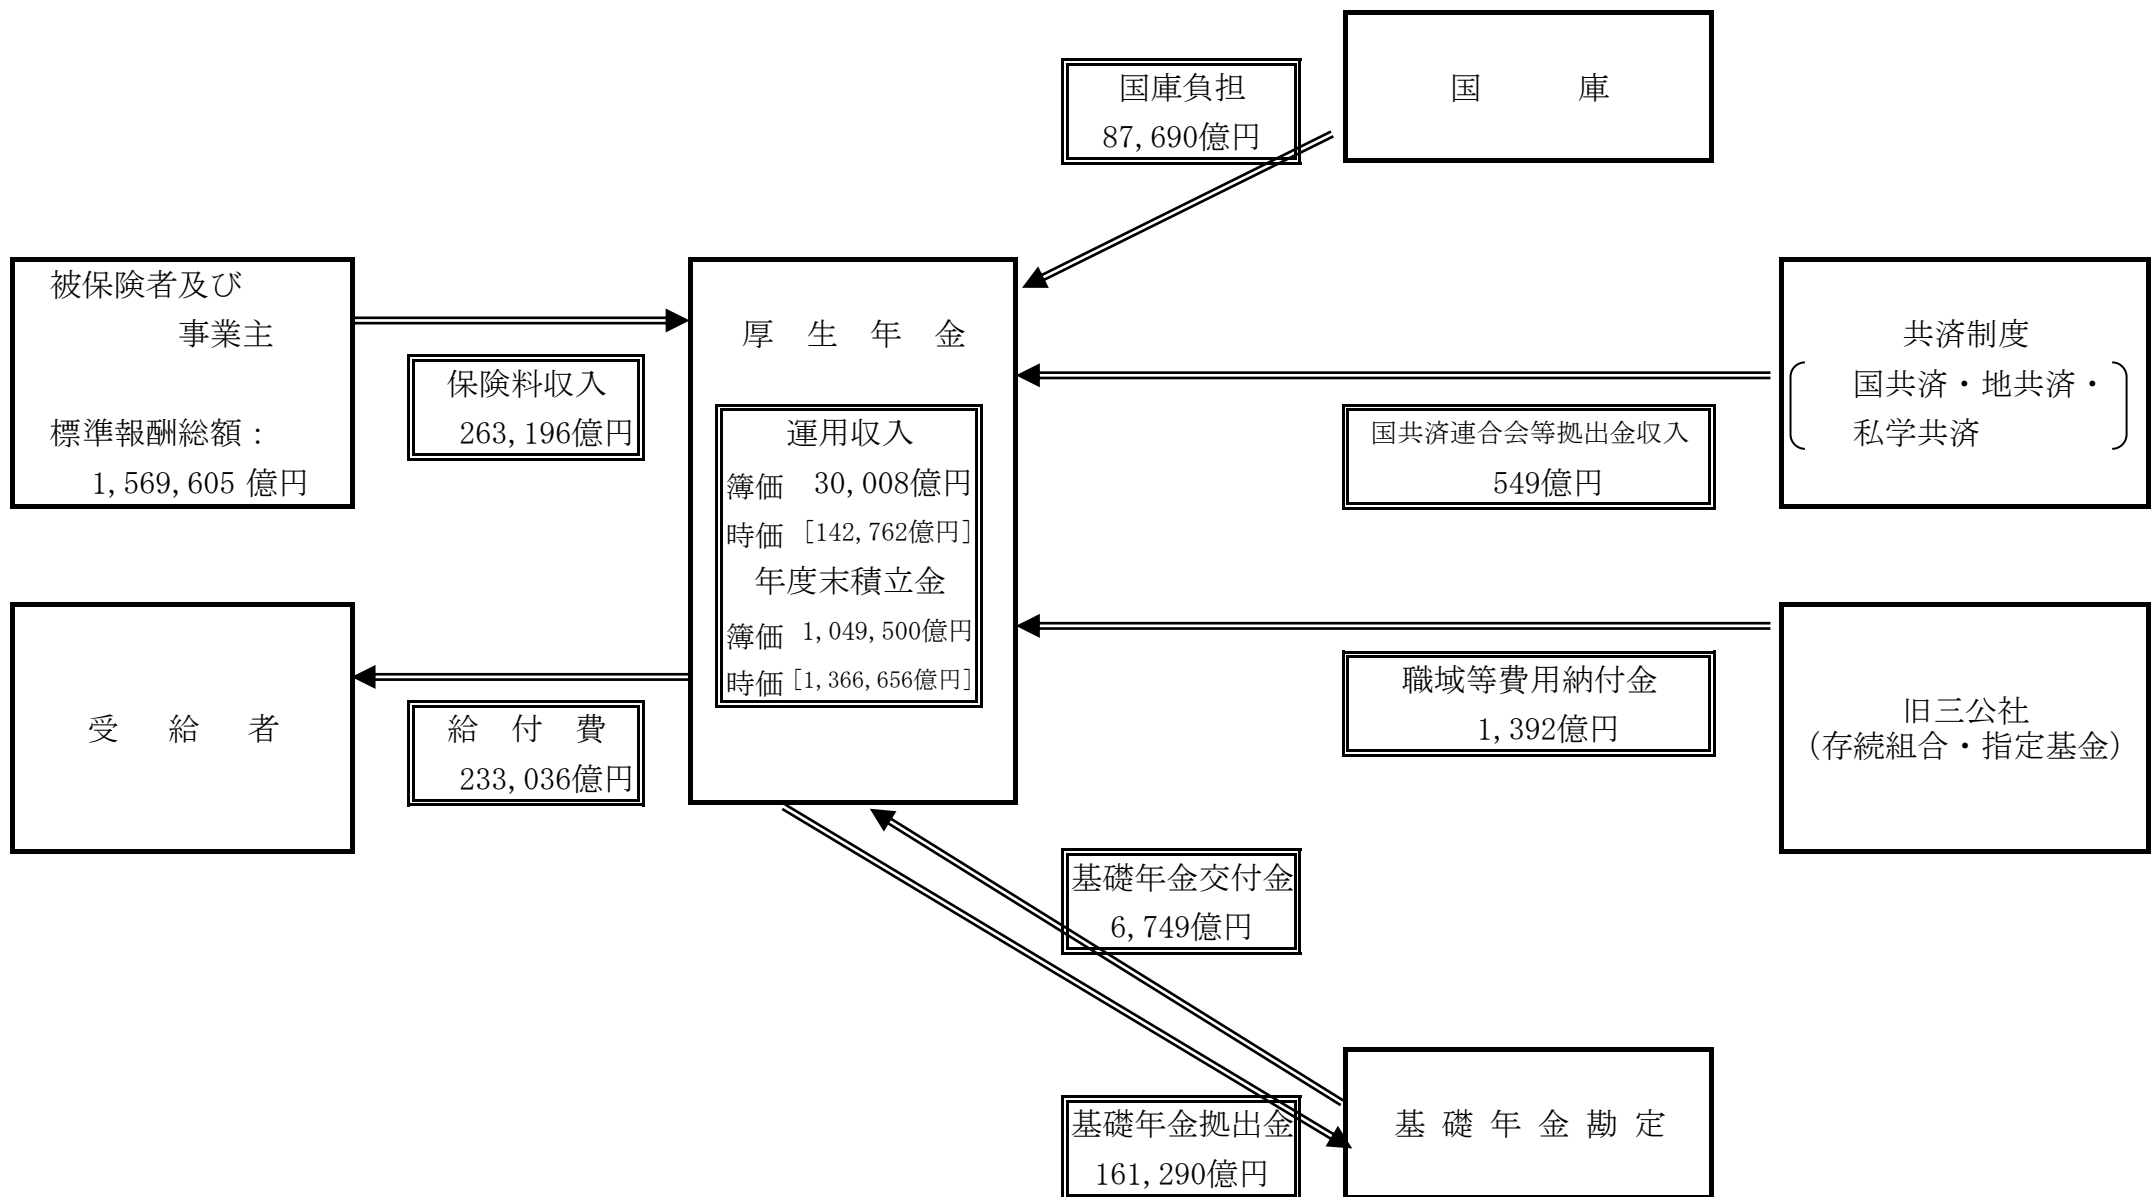 国　　　庫
国庫負担
87,690億円
被保険者及び
事業主
標準報酬総額：
1,569,605 億円
保険料収入
263,196億円
厚　生　年　金
運用収入
簿価 30,008億円
時価 [142,762億円]
年度末積立金
簿価 1,049,500億円
時価 [1,366,656億円]
共済制度
国共済・地共済・
私学共済
国共済連合会等拠出金収入
549億円
受　給　者
給　付　費
233,036億円
職域等費用納付金
1,392億円
旧三公社
(存続組合・指定基金)
基礎年金交付金
6,749億円
基礎年金拠出金
161,290億円
基 礎 年 金 勘 定